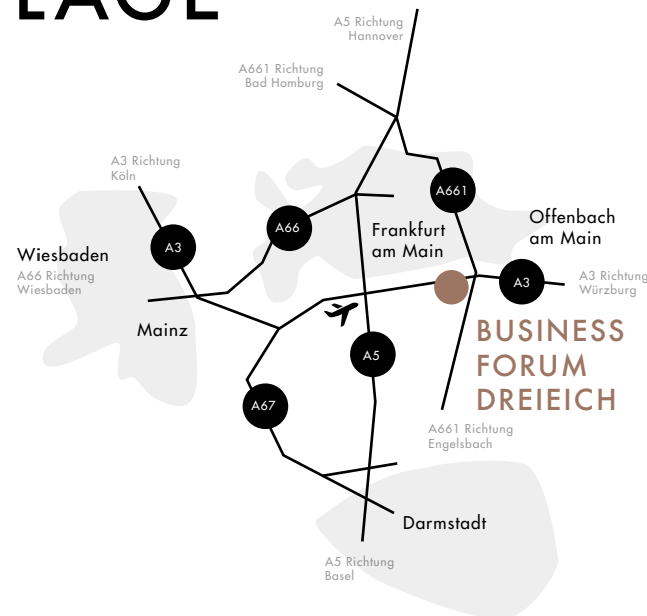 LAGE
A5 Richtung
Hannover
A661 Richtung
Bad Homburg
A3 Richtung
Köln
A661
A66
A3
Frankfurt
am Main
Offenbach
am Main
Wiesbaden
A66 Richtung
Wiesbaden
A3
A3 Richtung
Würzburg
Mainz
BUSINESS
FORUM
DREIEICH
A5
A67
A661 Richtung
Engelsbach
Darmstadt
A5 Richtung
Basel